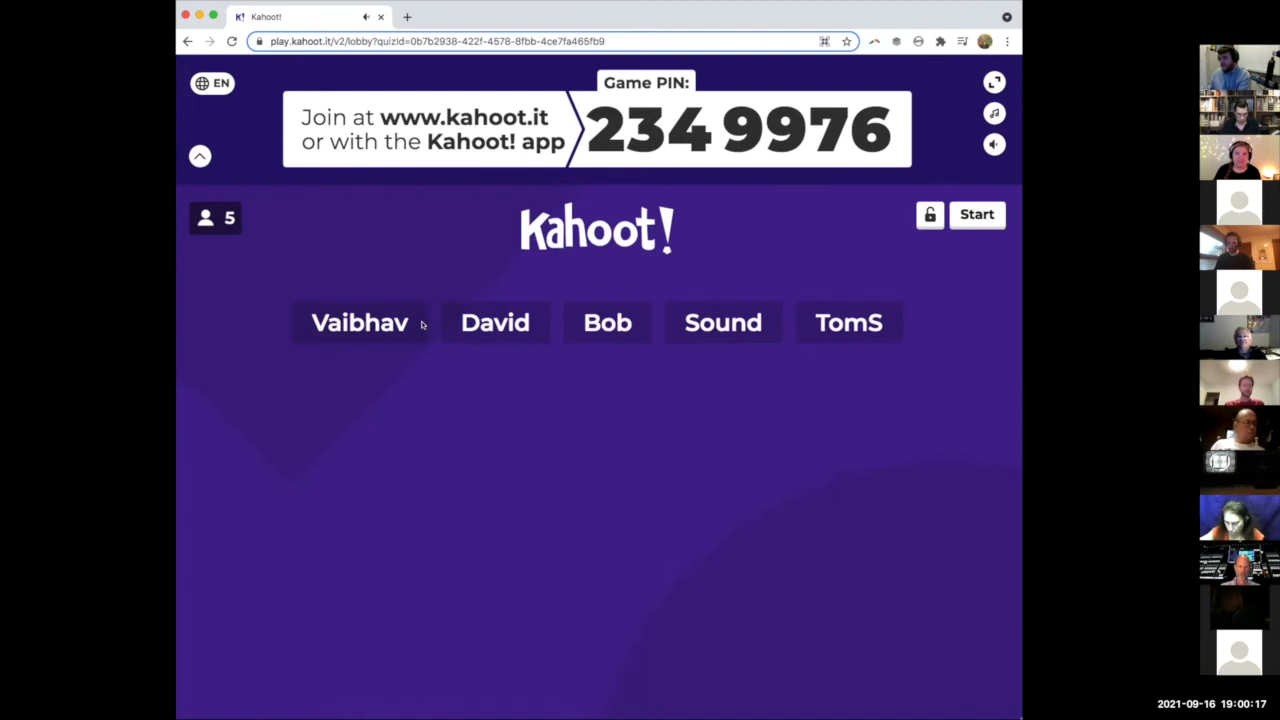 Kahoot!
play.kahoot.it/v2/lobby?quizId=0b7b2938-422f-4578-8fbb-4ce7fa465fb9
EN
Game PIN:
Join at www.kahoot.it
or with the Kahoot! app
234 9976
5
Kahoot!
Start
Vaibhav David Bob Sound TomS
2021-09-16 19:00:17